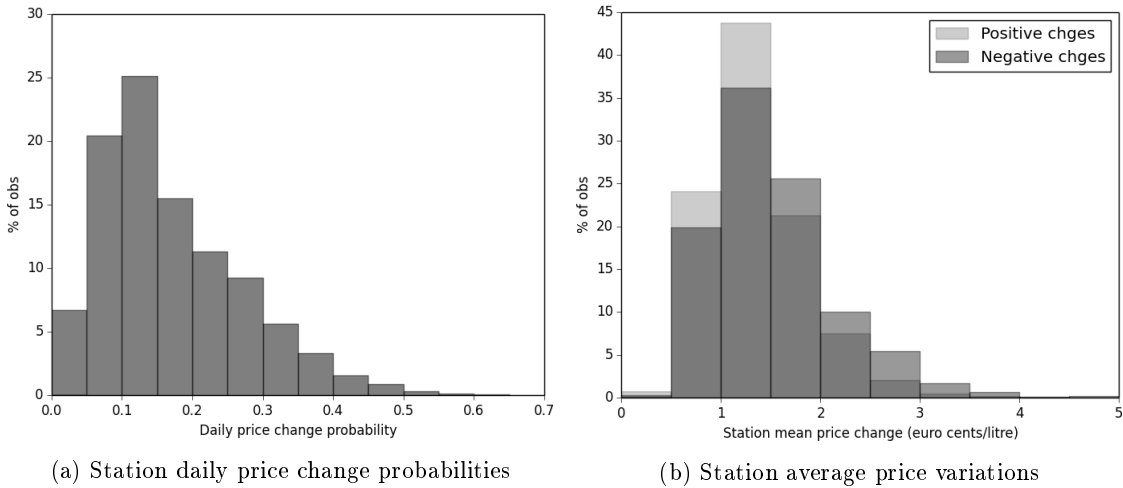 30
25
20
15
10
5
0
% of obs
0.0 0.1 0.2 0.3 0.4 0.5 0.6 0.7
Daily price change probability
(a) Station daily price change probabilities
45
40
35
30
25
20
15
10
5
0
% of obs
Positive chges
Negative chges
0 1 2 3 4 5
Station mean price change (euro cents/litre)
(b) Station average price variations